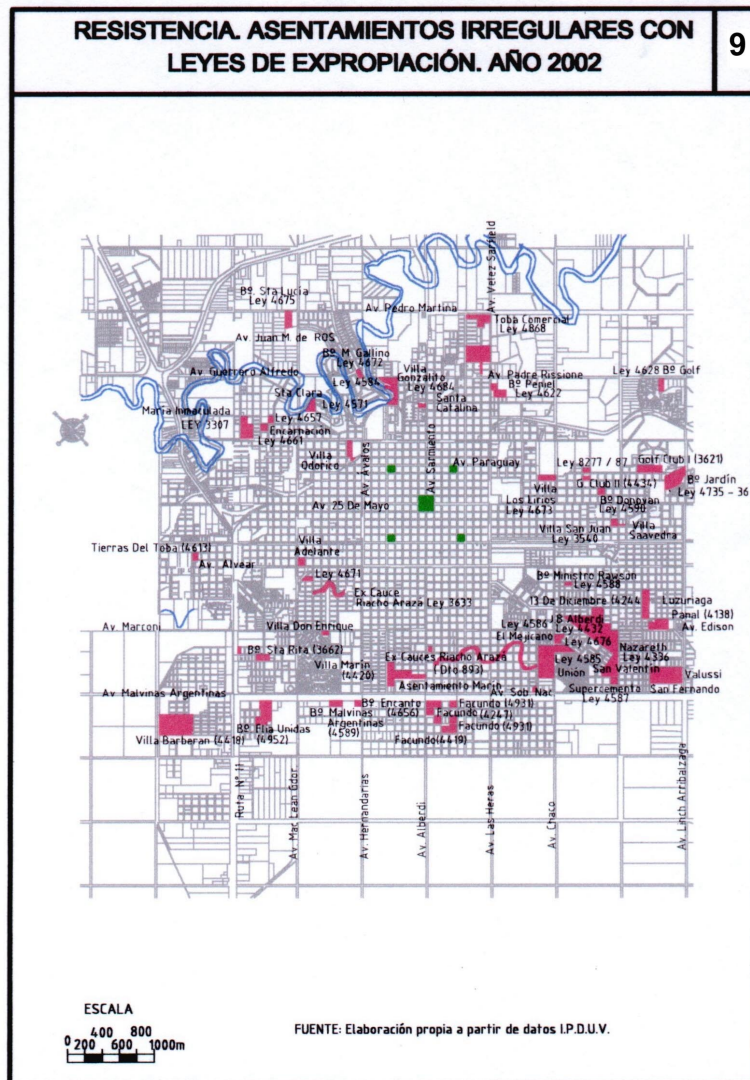 RESISTENCIA. ASENTAMIENTOS IRREGULARES CON
LEYES DE EXPROPIACIÓN. AÑO 2002
9
Av. Velez Sarfield
Bº. Sta Lucía
Ley 4675
Av. Pedro Martina
Toba Comercial
Ley 4868
Av. Juan M. de ROS
Bº M. Gallino
Ley 4672
Av. Guerrero Alfredo
Ley 4584
Villa
Gonzalito
Ley 4684
Av. Padre Rissione
Bº Peniel
Ley 4622
Ley 4628 Bº Golf
Sta Clara
Ley 4571
Santa
Catalina
María Inmaculada
LEY 3307
Ley 4657
Encarnación
Ley 4661
Villa
Odorico
Av. Avalos
Av. Sarmiento
Av. Paraguay
Ley 8277 / 87
Golf Club I (3621)
G. Club II (4434)
Bº Jardín
Ley 4735 - 36
Villa
Los Lirios
Ley 4673
Bº Donovan
Ley 4590
Av. 25 De Mayo
Villa San Juan
Ley 3540
Villa
Saavedra
Tierras Del Toba (4613)
Av. Alvear
Villa
Adelante
Ley 4671
Ex Cauce
Riacho Arazá Ley 3633
Bº Ministro Rawson
Ley 4588
13 De Diciembre (4244
Luzuriaga
Panal (4138)
Av. Edison
Av. Marconi
Villa Don Enrique
Ley 4586
J.B. Alberdi
Ley 4432
El Mejicano
Ley 4676
Nazareth
Ley 4336
Bº Sta Rita (3662)
Villa Marín
(4420)
Ex Cauces Riacho Arazá
(Dto 893)
Asentamiento Marín
Ley 4585
Unión
San Valentín
Valussi
Av. Malvinas Argentinas
Av. Sob. Nac
Supercemento
Ley 4587
San Fernando
Villa Barberan (4418)
Bº Flia Unidas
(4952)
Bº Malvinas
Argentinas
(4589)
Bº Encanto
(4656)
Facundo (4931)
Facundo
(4247)
Facundo (4931)
Facundo(4419)
Ruta Nº 11
Av. Mac Lean Gdor.
Av. Hernandarias
Av. Alberdi
Av. Las Heras
Av. Chaco
Av. Linch Arribalzaga
ESCALA
400 800
0 200 600 1000m
FUENTE: Elaboración propia a partir de datos I.P.D.U.V.